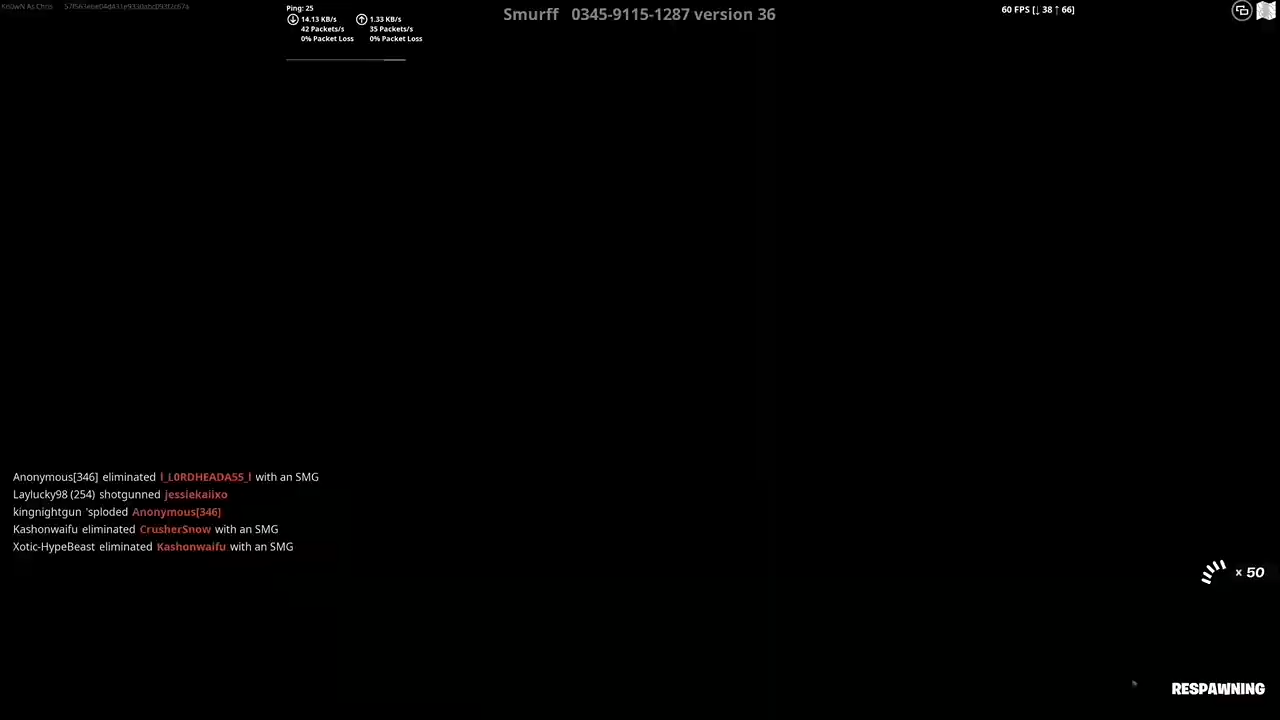 Ping: 25
14.13 KB/s 1.33 KB/s
42 Packets/s 35 Packets/s
0% Packet Loss 0% Packet Loss
Smurff 0345-9115-1287 version 36
60 FPS [↓ 38 ↑ 66]
Anonymous[346] eliminated l_L0RDHEADA55_l with an SMG
Laylucky98 (254) shotgunned jessiekaiixo
kingnightgun 'sploded Anonymous[346]
Kashonwaifu eliminated CrusherSnow with an SMG
Xotic-HypeBeast eliminated Kashonwaifu with an SMG
× 50
RESPAWNING